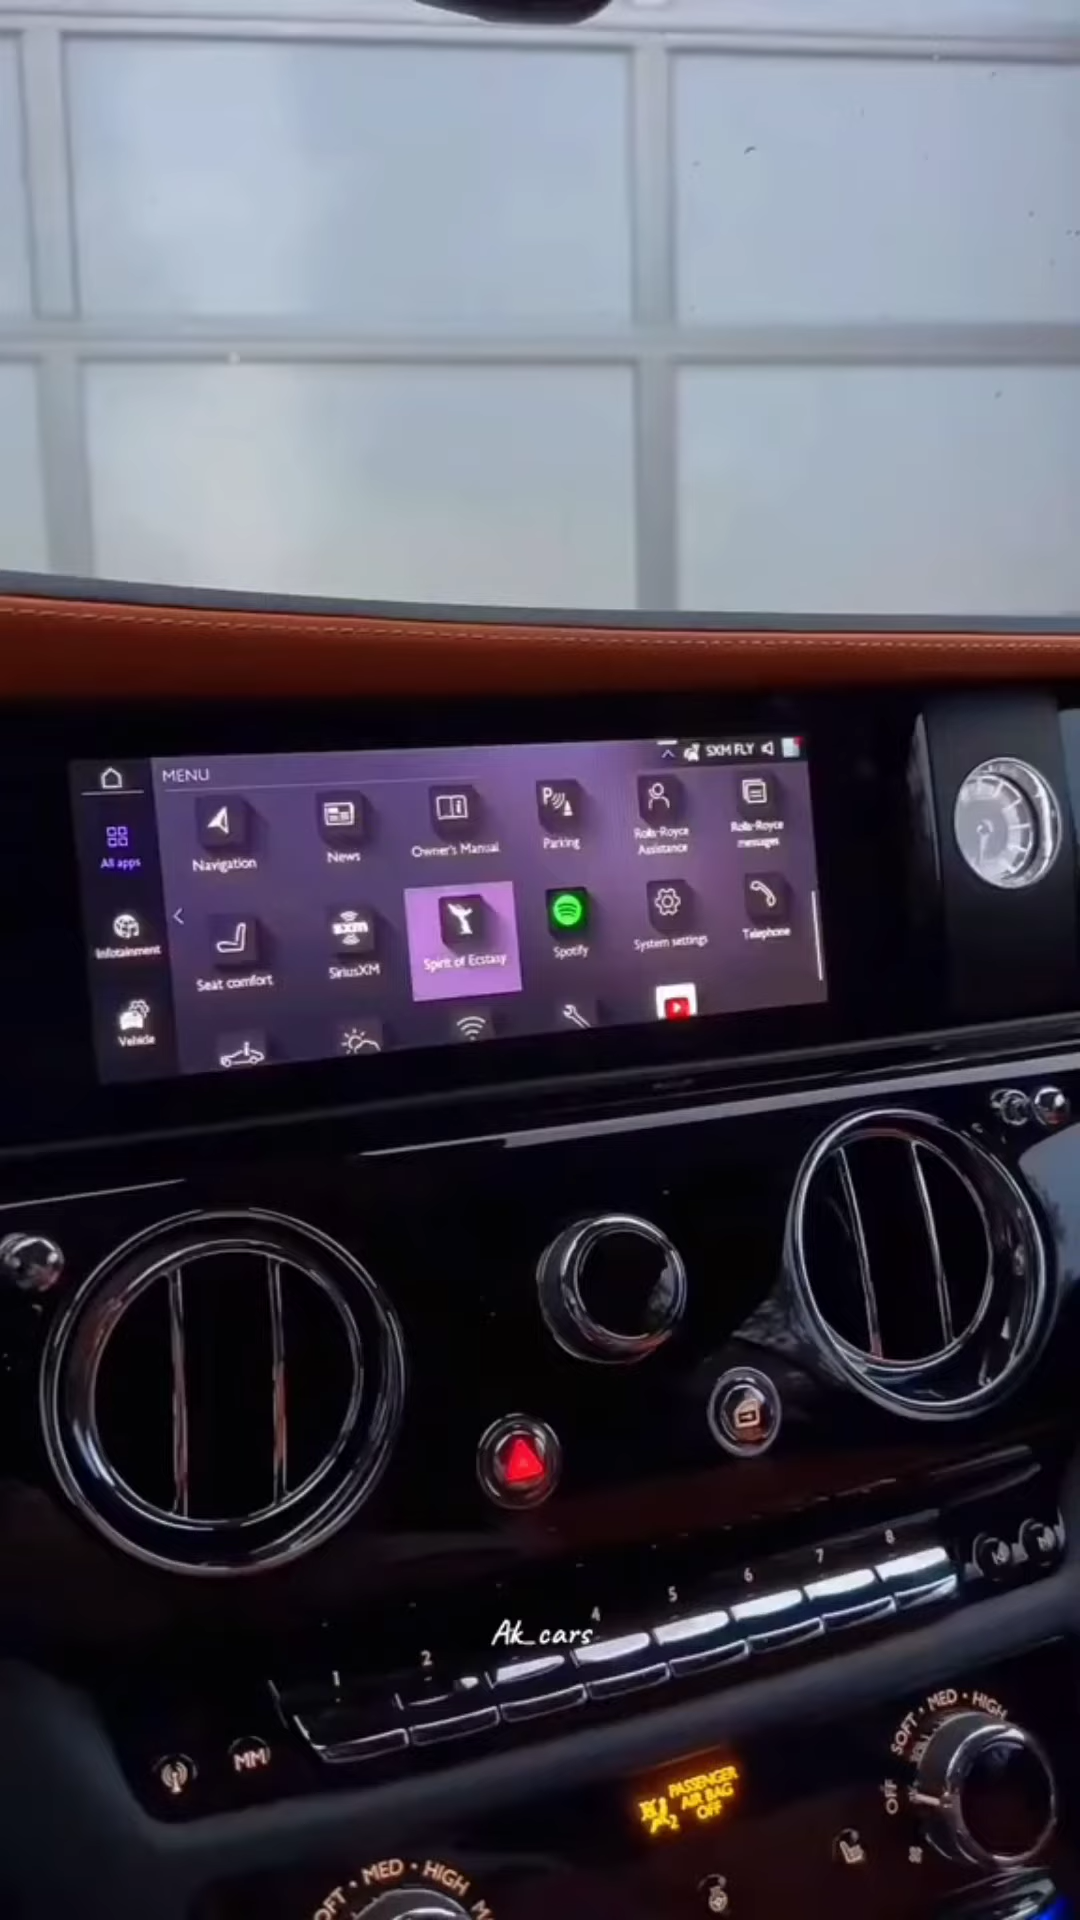 SXM FLY
MENU
All apps
Infotainment
Vehicle
Navigation
News
Owner's Manual
Parking
Rolls-Royce
Assistance
Rolls-Royce
messages
Seat comfort
SiriusXM
sxm
Spirit of Ecstasy
Spotify
System settings
Telephone
1
2
4
5
6
7
8
Ak_cars
MM
PASSENGER
AIR BAG
OFF
2
OFF
SOFT • MED • HIGH
MED • HIGH